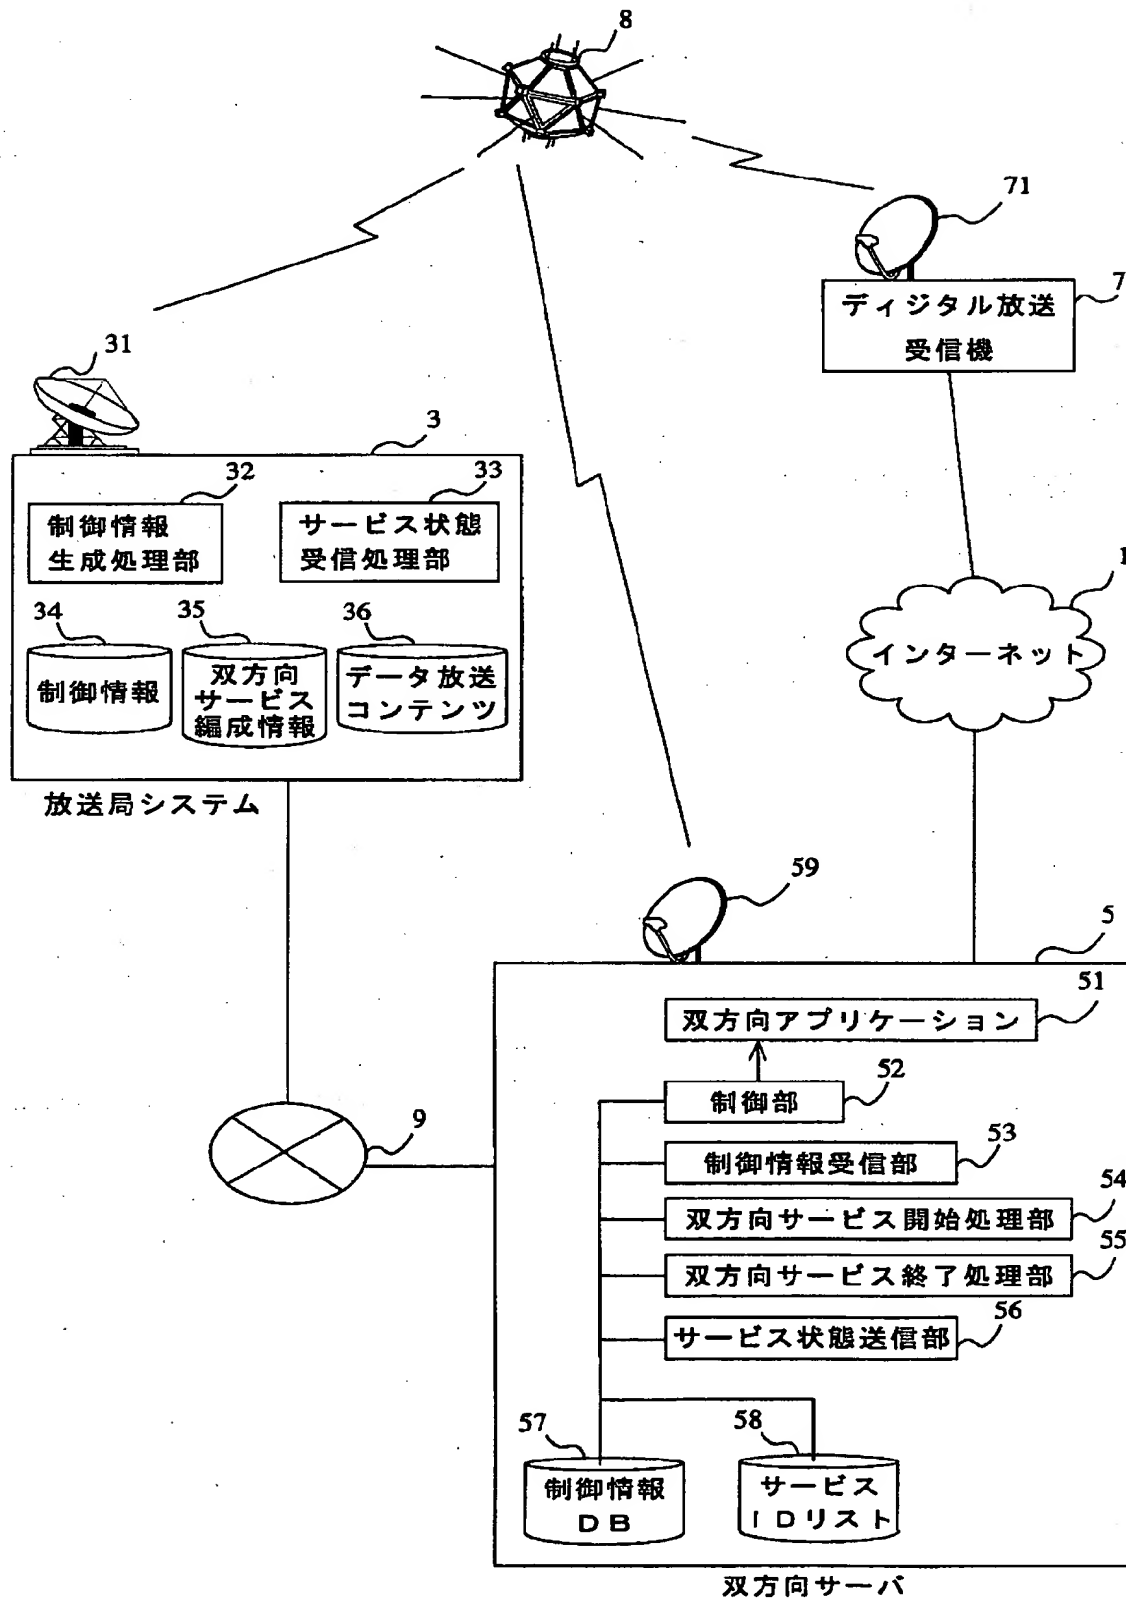 8
71
7
ディジタル放送
受信機
31
3
32
33
制御情報
生成処理部
サービス状態
受信処理部
34
35
36
制御情報
双方向
サービス
編成情報
データ放送
コンテンツ
放送局システム
1
インターネット
59
5
51
双方向アプリケーション
52
制御部
9
53
制御情報受信部
54
双方向サービス開始処理部
55
双方向サービス終了処理部
56
サービス状態送信部
57
58
制御情報
DB
サービス
IDリスト
双方向サーバ